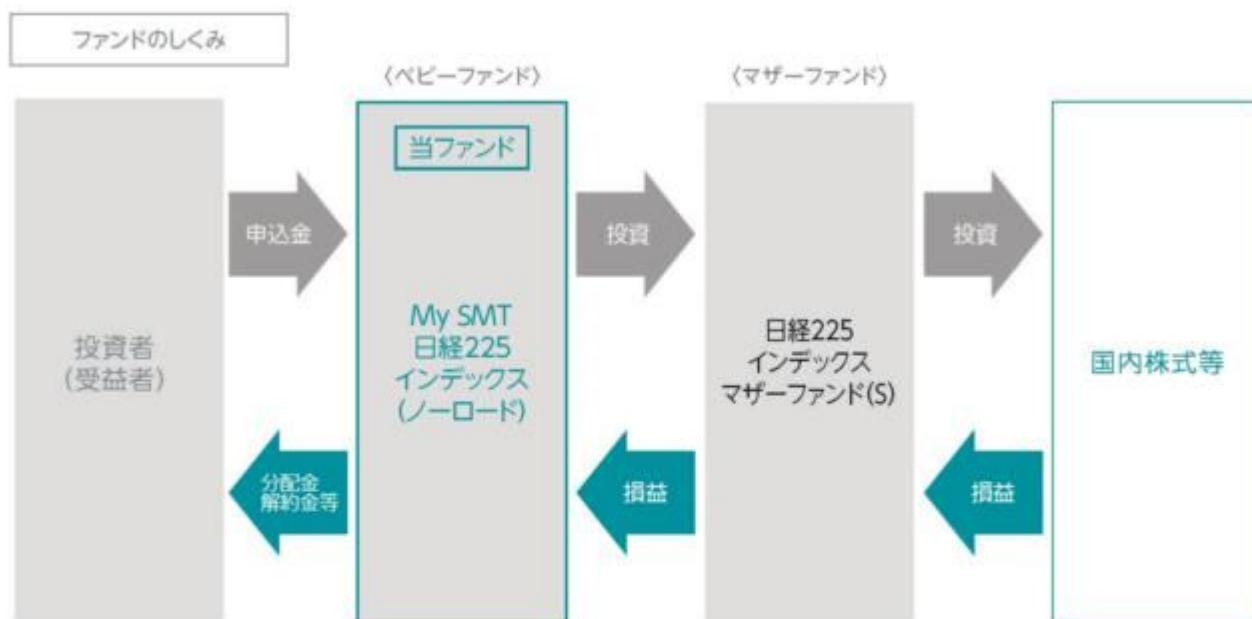 ファンドのしくみ
〈ベビーファンド〉
〈マザーファンド〉
投資者
(受益者)
申込金
分配金
解約金等
当ファンド
My SMT
日経225
インデックス
(ノーロード)
投資
損益
日経225
インデックス
マザーファンド(S)
投資
損益
国内株式等